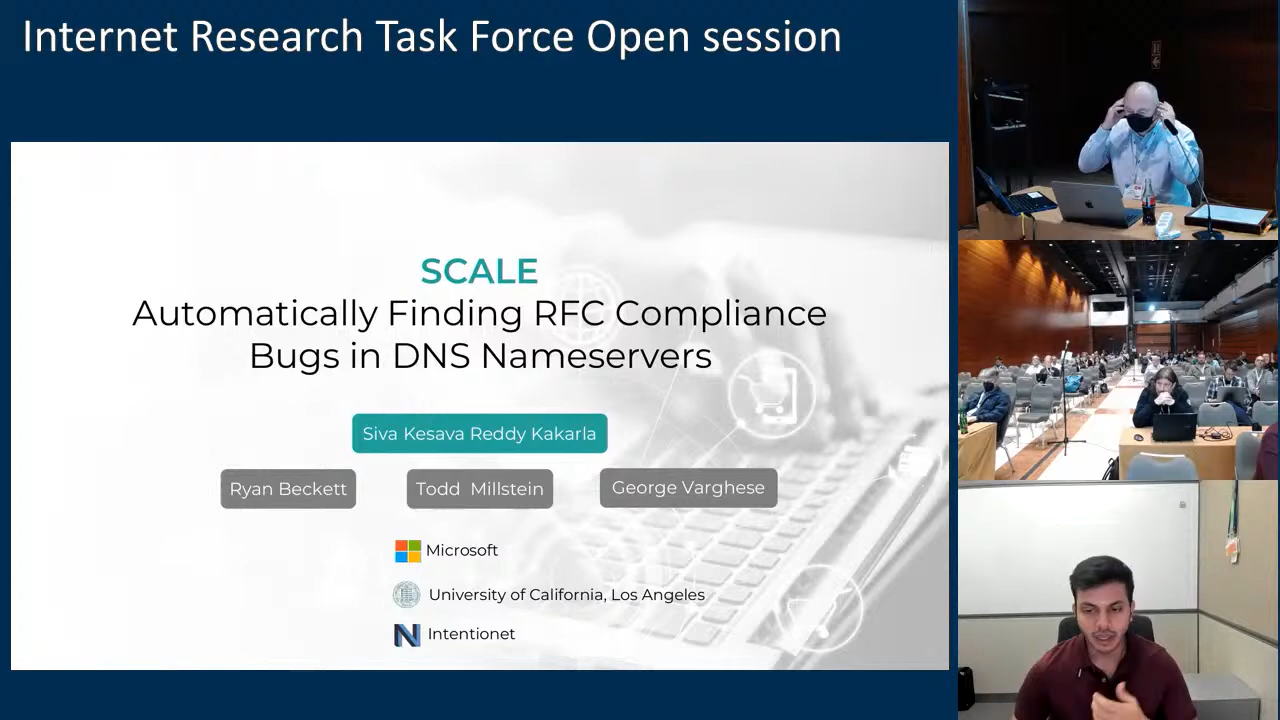 Internet Research Task Force Open session
SCALE
Automatically Finding RFC Compliance
Bugs in DNS Nameservers
Siva Kesava Reddy Kakarla
Ryan Beckett
Todd Millstein
George Varghese
Microsoft
University of California, Los Angeles
Intentionet